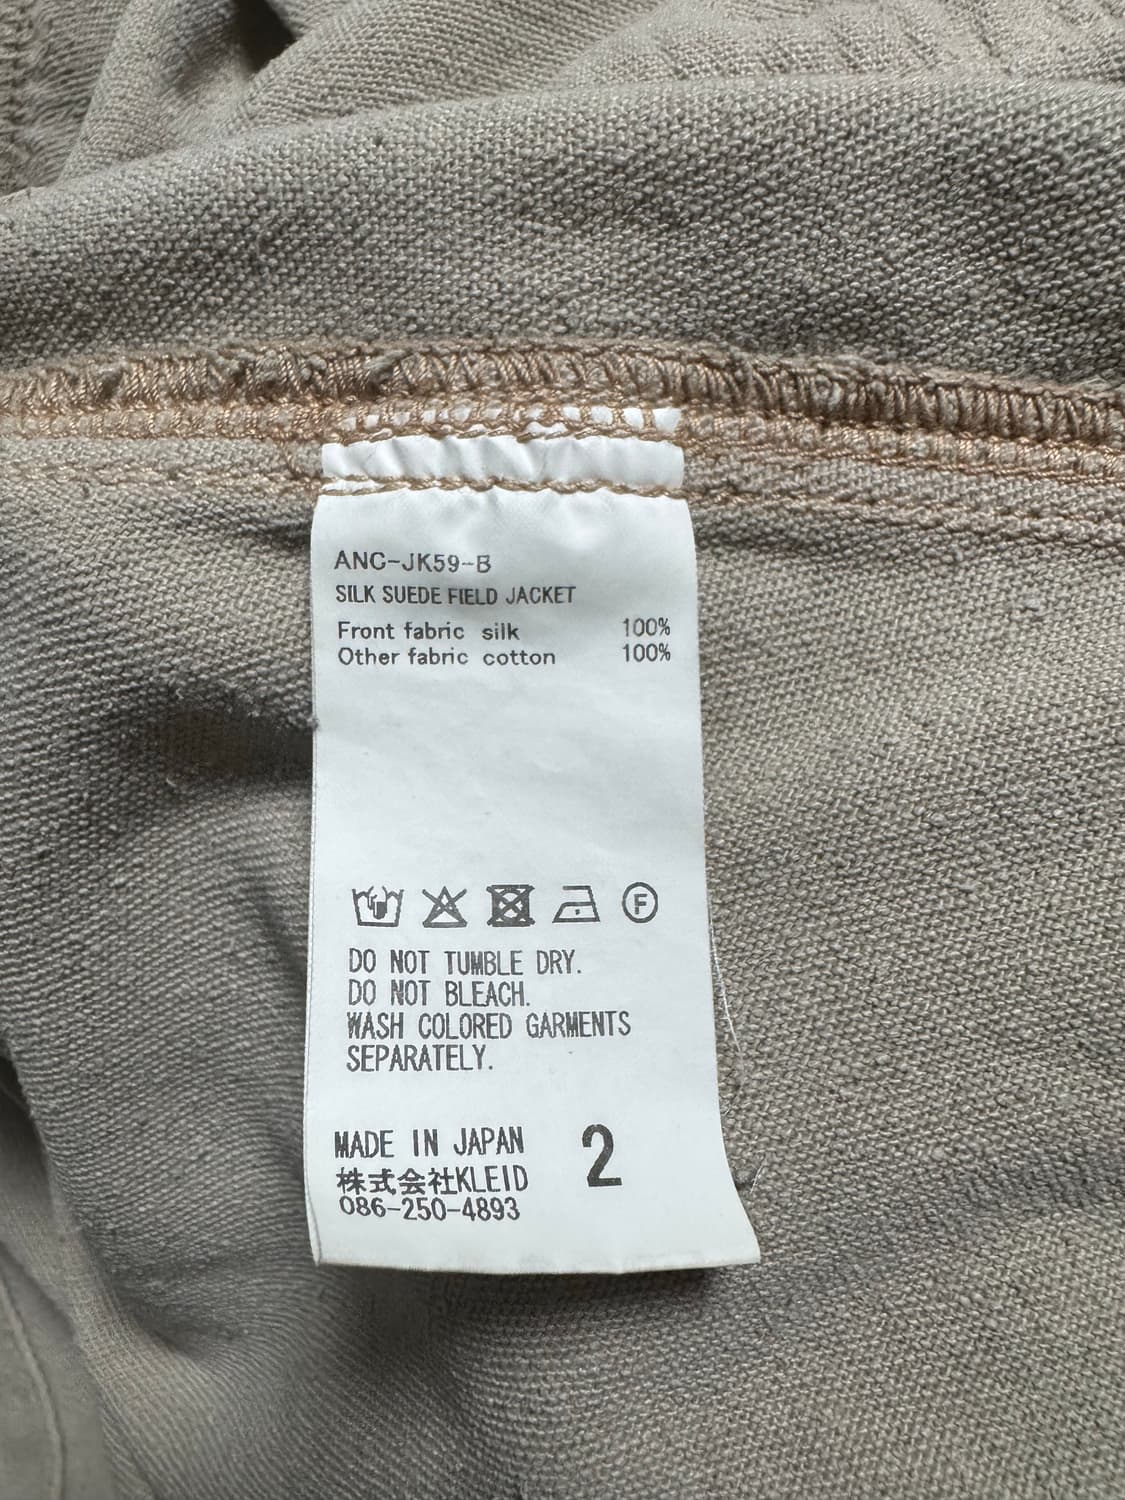 ANC-JK59-B
SILK SUEDE FIELD JACKET
Front fabric silk 100%
Other fabric cotton 100%
F
DO NOT TUMBLE DRY.
DO NOT BLEACH.
WASH COLORED GARMENTS
SEPARATELY.
MADE IN JAPAN 2
株式会社KLEID
086-250-4893